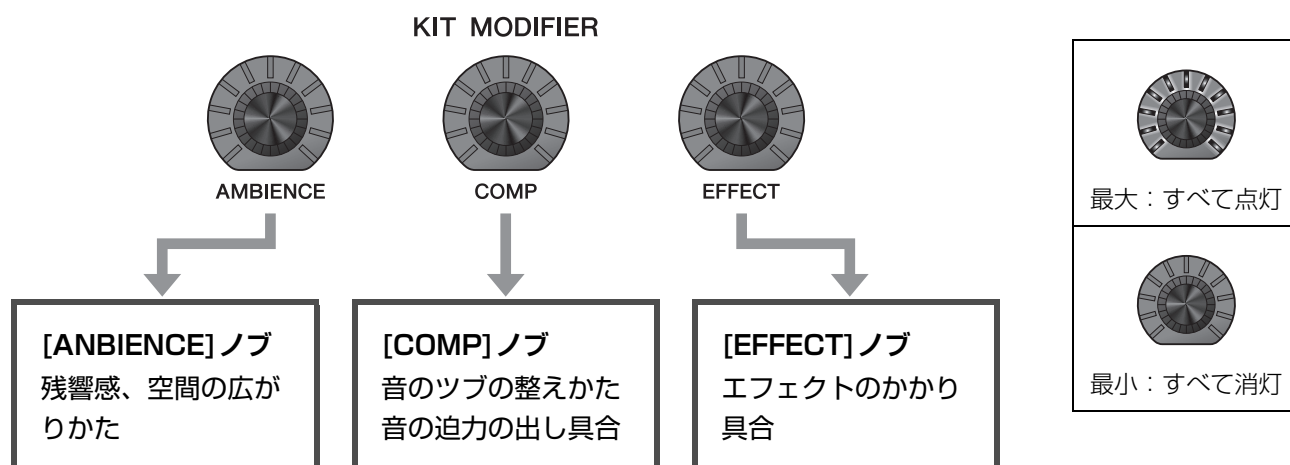 KIT MODIFIER
AMBIENCE
COMP
EFFECT
[ANBIENCE]ノブ
残響感、空間の広が
りかた
[COMP]ノブ
音のツブの整えかた
音の迫力の出し具合
[EFFECT]ノブ
エフェクトのかかり
具合
最大：すべて点灯
最小：すべて消灯